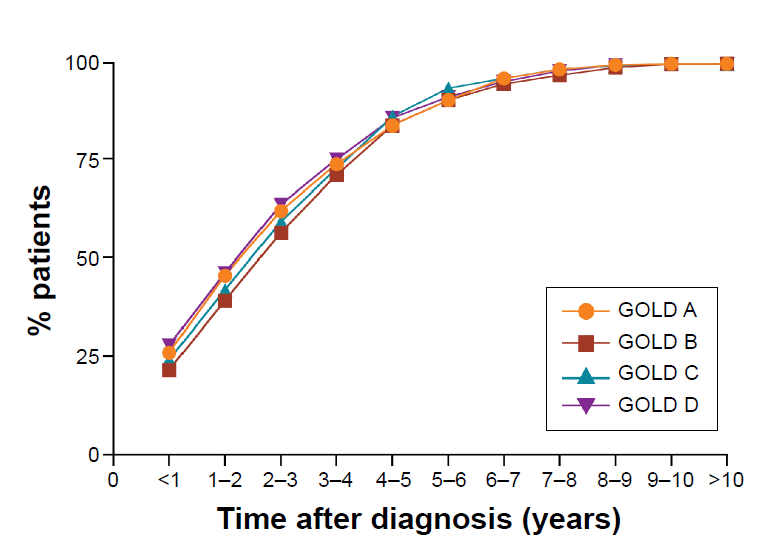 100
75
50
25
0
% patients
0 <1 1–2 2–3 3–4 4–5 5–6 6–7 7–8 8–9 9–10 >10
Time after diagnosis (years)
GOLD A
GOLD B
GOLD C
GOLD D